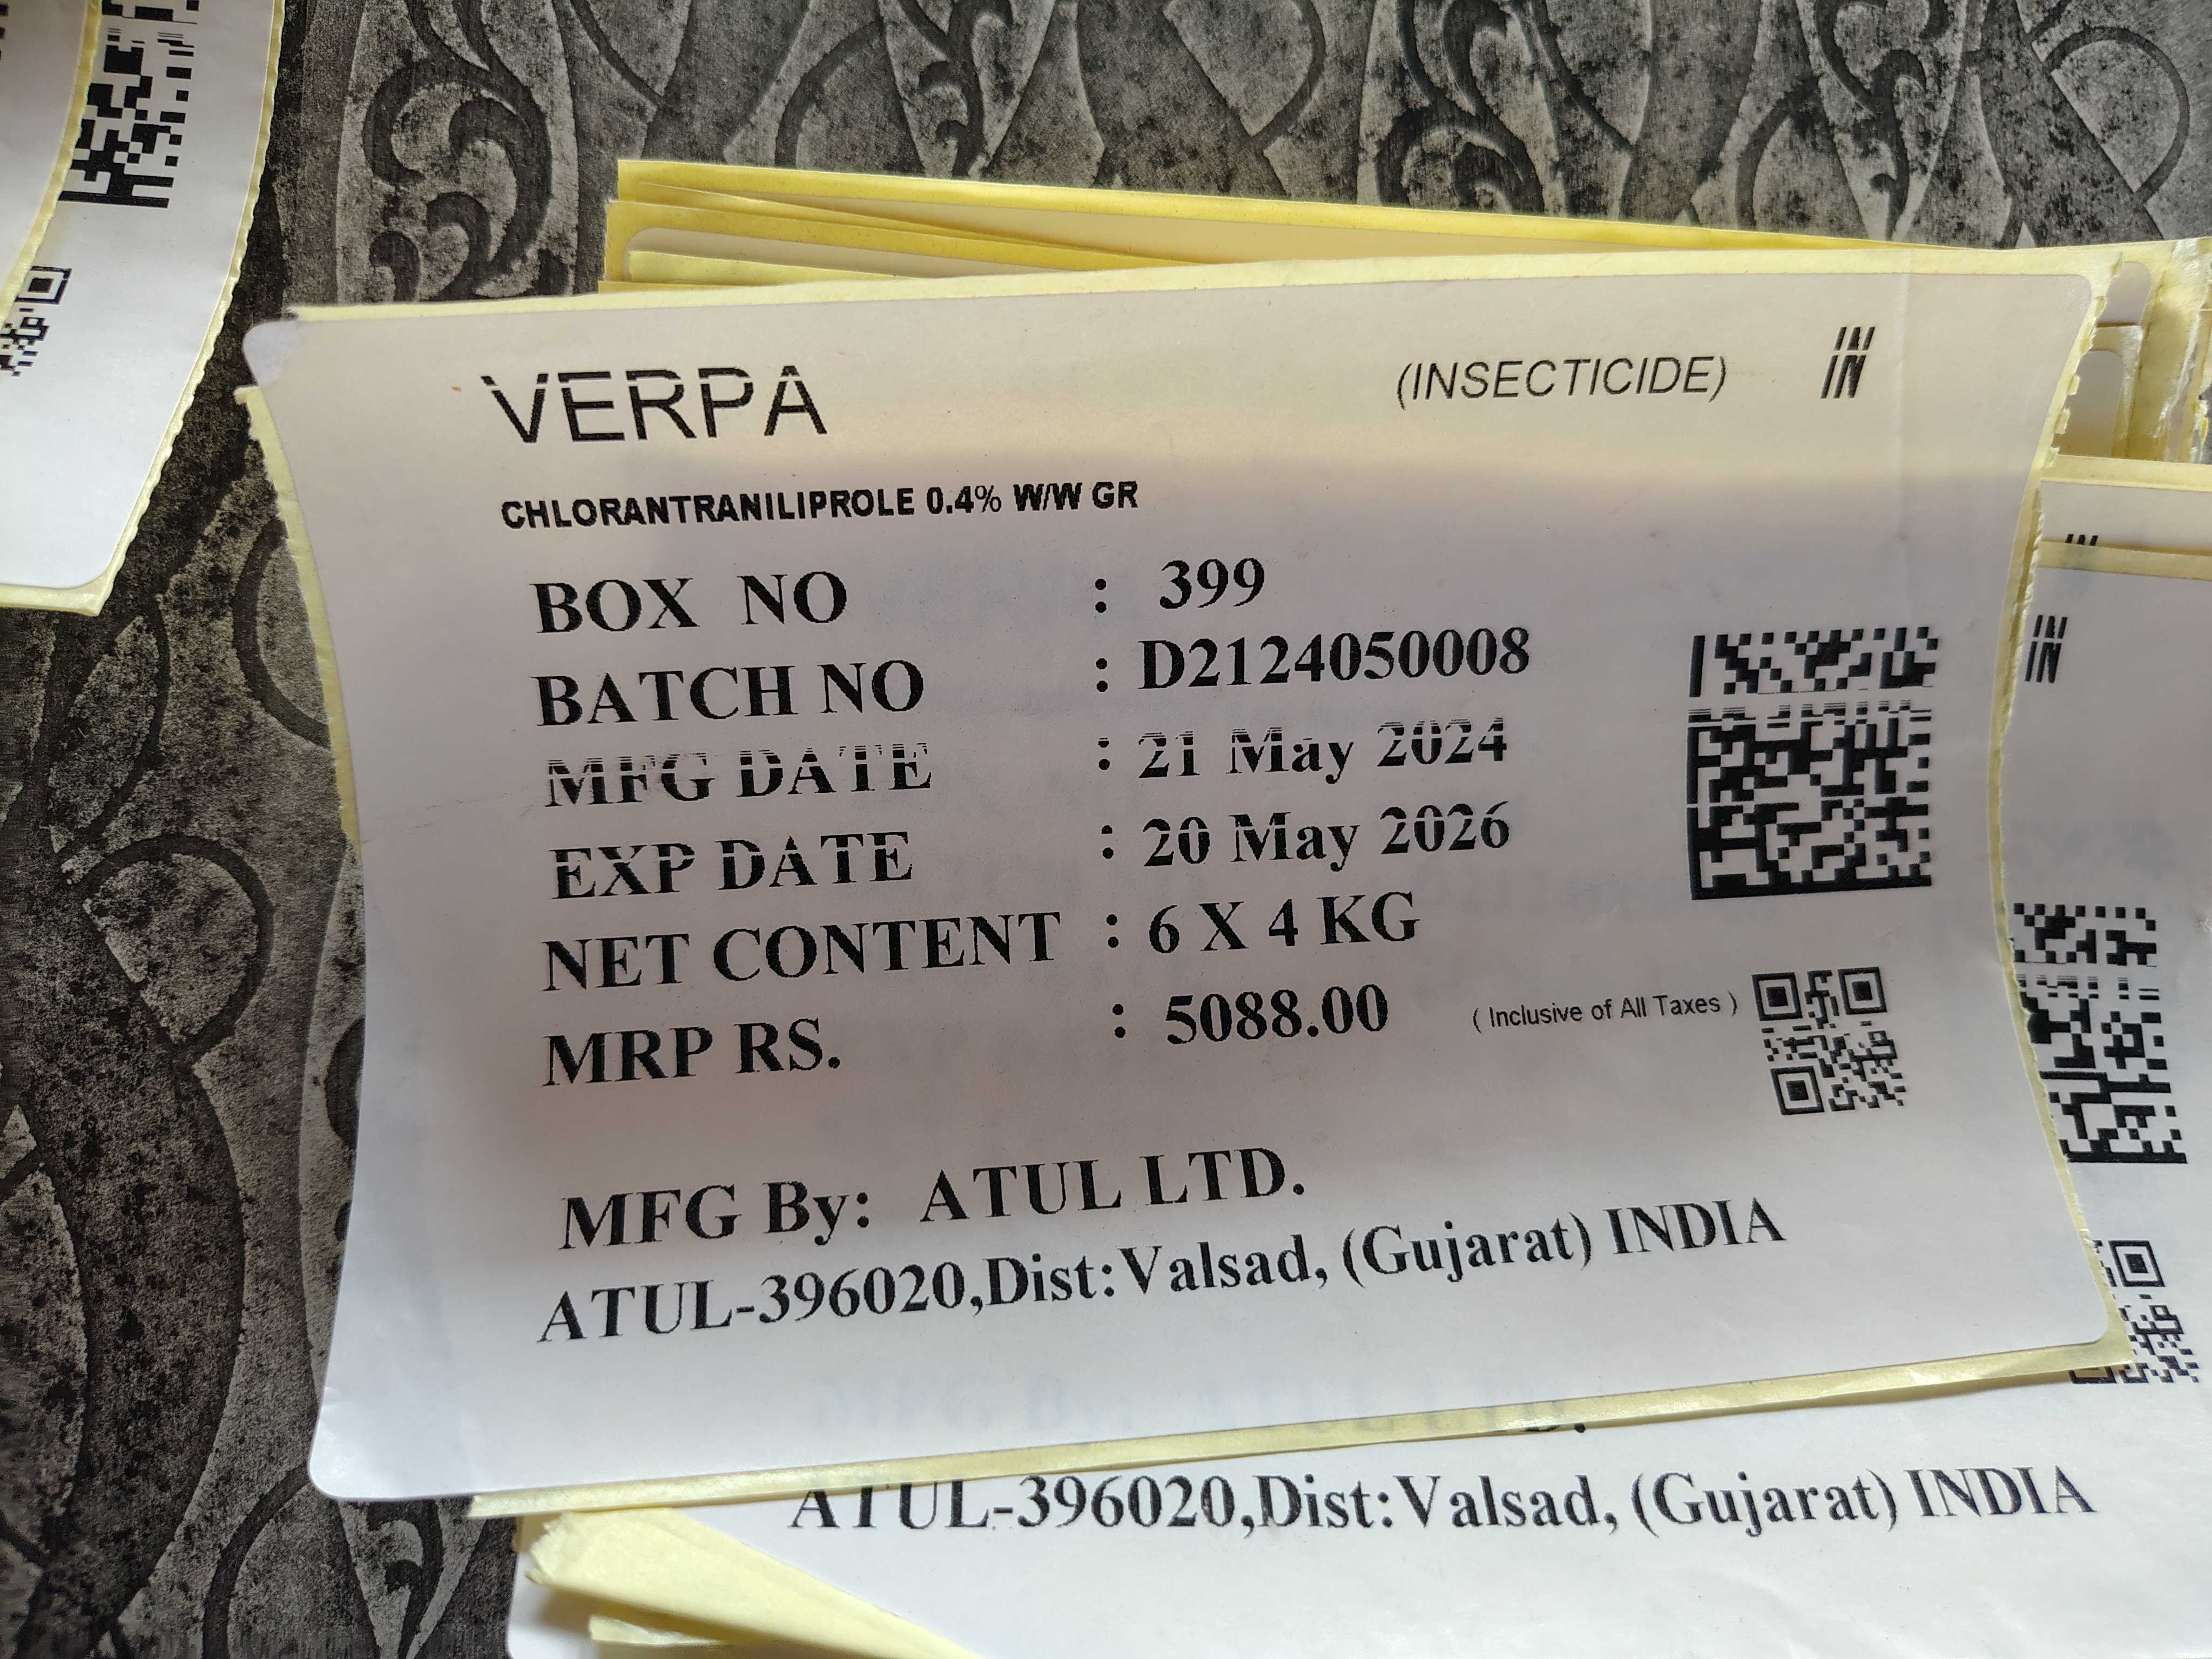 VERPA (INSECTICIDE) IN
CHLORANTRANILIPROLE 0.4% W/W GR
BOX NO : 399
BATCH NO : D2124050008
MFG DATE : 21 May 2024
EXP DATE : 20 May 2026
NET CONTENT : 6 X 4 KG
MRP RS. : 5088.00 ( Inclusive of All Taxes )
MFG By: ATUL LTD.
ATUL-396020,Dist:Valsad, (Gujarat) INDIA
IN
ATUL-396020,Dist:Valsad, (Gujarat) INDIA